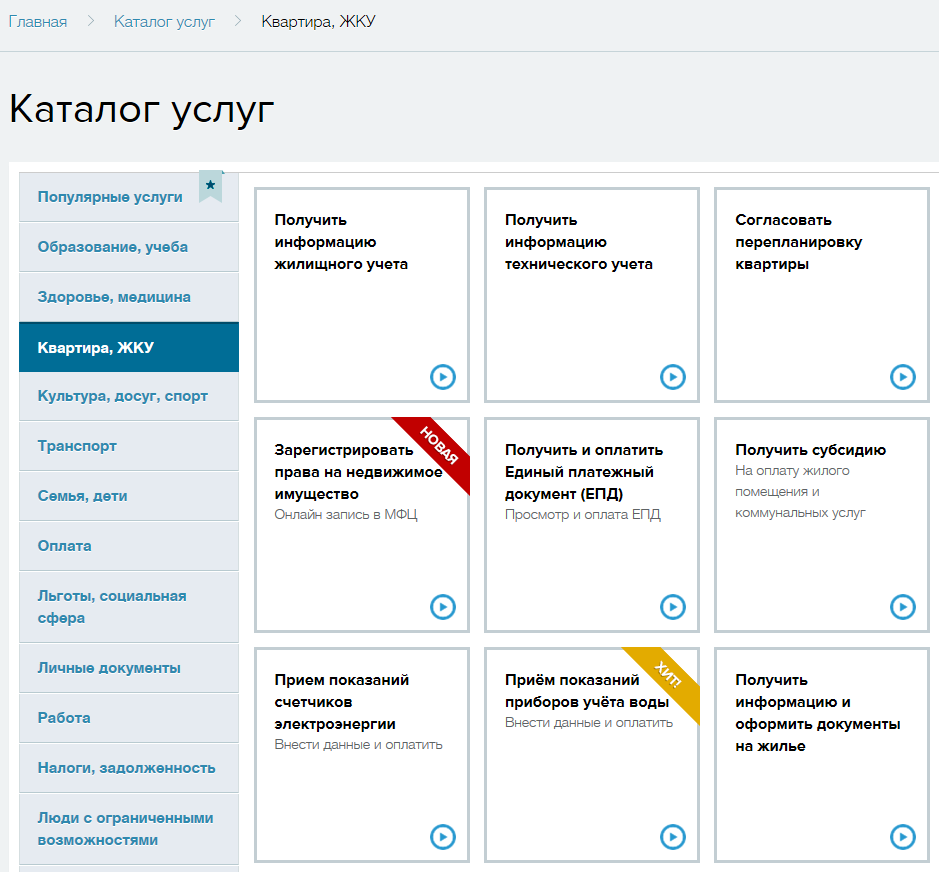 Главная > Каталог услуг > Квартира, ЖКУ
Каталог услуг
Популярные услуги
Образование, учеба
Здоровье, медицина
Квартира, ЖКУ
Культура, досуг, спорт
Транспорт
Семья, дети
Оплата
Льготы, социальная
сфера
Личные документы
Работа
Налоги, задолженность
Люди с ограниченными
возможностями
Получить
информацию
жилищного учета
Получить
информацию
технического учета
Согласовать
перепланировку
квартиры
НОВАЯ
Зарегистрировать
права на недвижимое
имущество
Онлайн запись в МФЦ
Получить и оплатить
Единый платежный
документ (ЕПД)
Просмотр и оплата ЕПД
Получить субсидию
На оплату жилого
помещения и
коммунальных услуг
Прием показаний
счетчиков
электроэнергии
Внести данные и оплатить
ХИТ!
Приём показаний
приборов учёта воды
Внести данные и оплатить
Получить
информацию и
оформить документы
на жилье